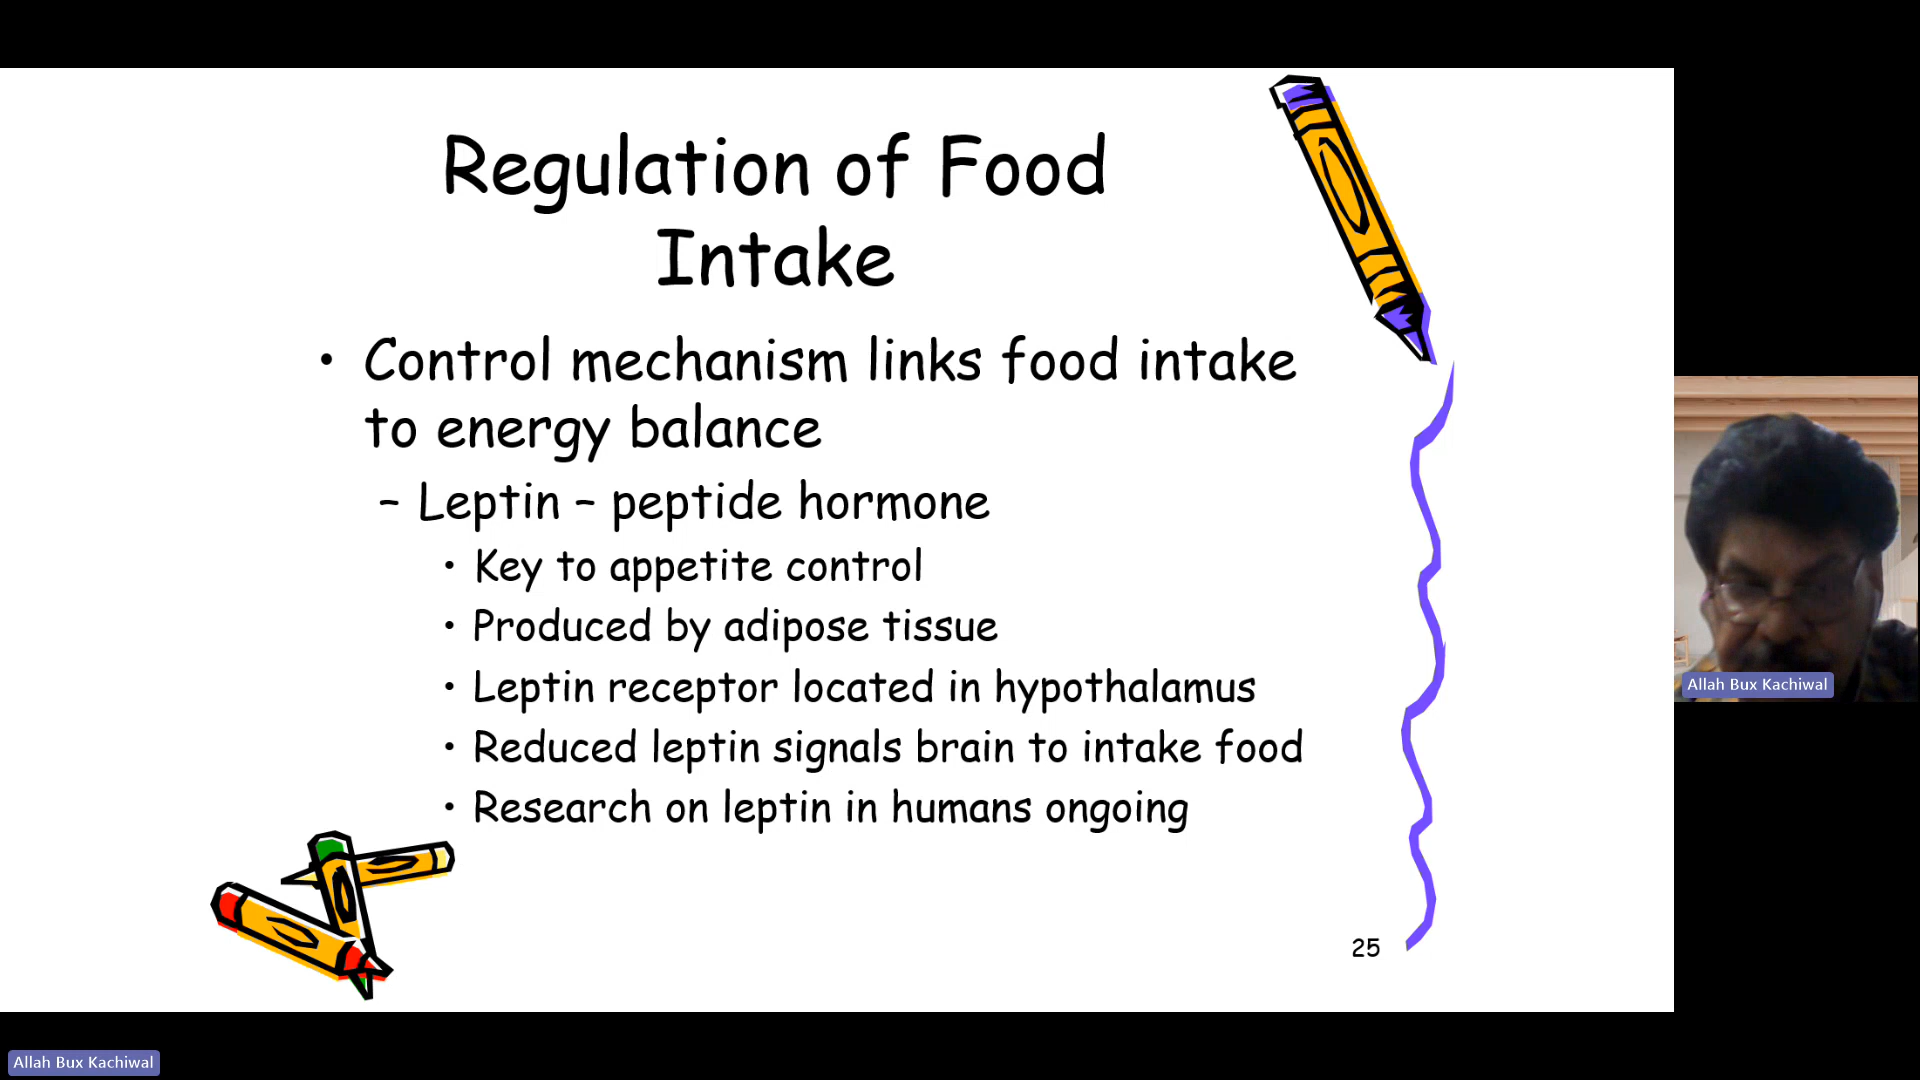 Regulation of Food
Intake
• Control mechanism links food intake
to energy balance
– Leptin – peptide hormone
• Key to appetite control
• Produced by adipose tissue
• Leptin receptor located in hypothalamus
• Reduced leptin signals brain to intake food
• Research on leptin in humans ongoing
25
Allah Bux Kachiwal
Allah Bux Kachiwal